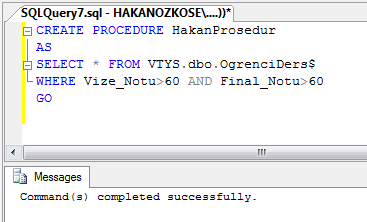 SQLQuery7.sql - HAKANOZKOSE\....))*
CREATE PROCEDURE HakanProsedur
AS
SELECT * FROM VTYS.dbo.OgrenciDers$
WHERE Vize_Notu>60 AND Final_Notu>60
GO
Messages
Command(s) completed successfully.